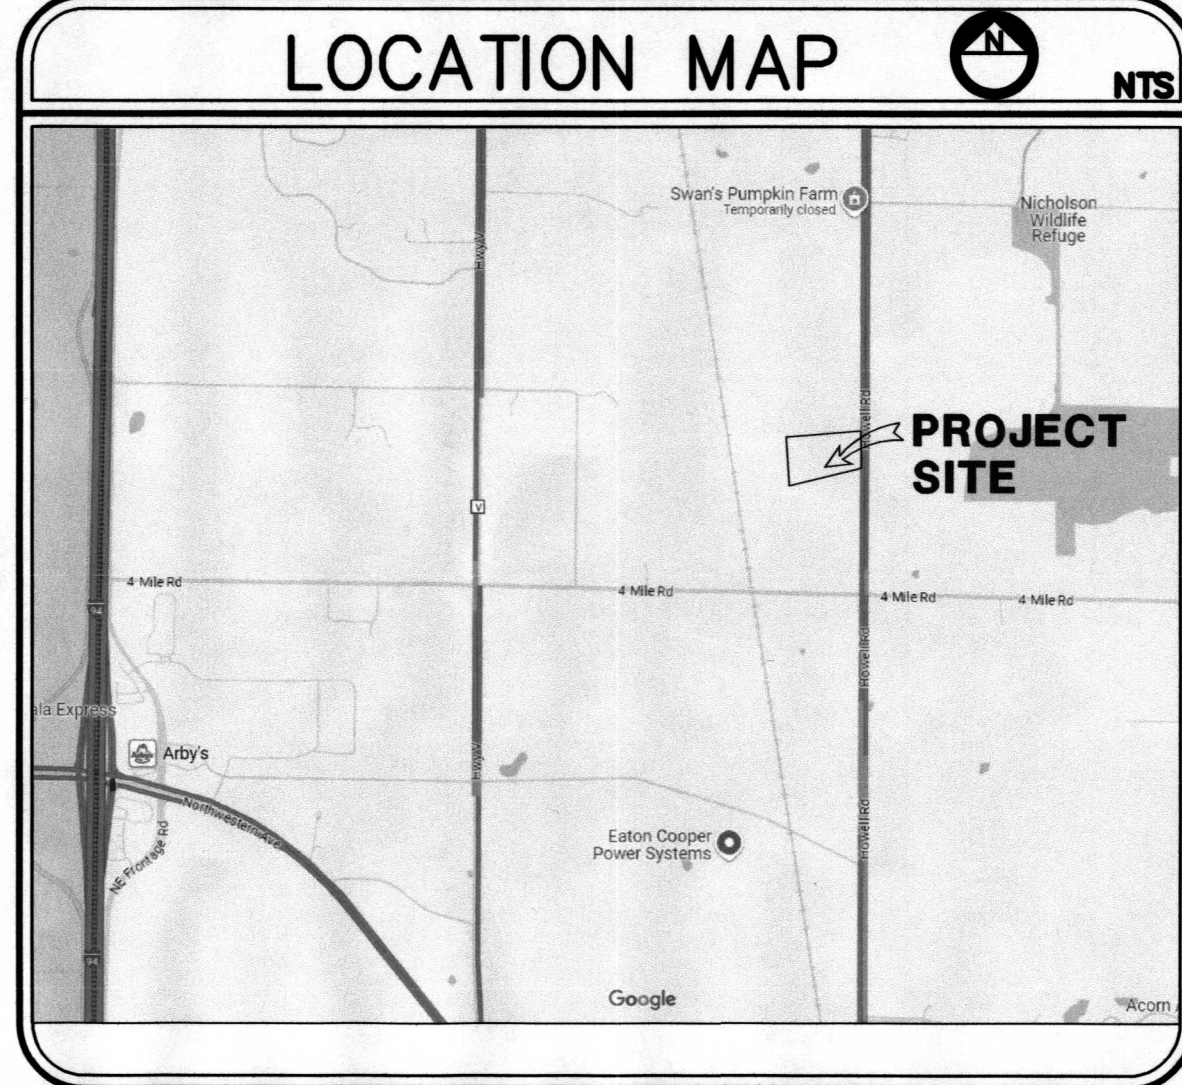 LOCATION MAP
N
NTS
Swan's Pumpkin Farm
Temporarily closed
Nicholson
Wildlife
Refuge
Hwy V
Howell Rd
PROJECT
SITE
V
4 Mile Rd
4 Mile Rd
4 Mile Rd
4 Mile Rd
94
Howell Rd
Express
Arby's
Hwy V
Northwestern Ave
NE Frontage Rd
Eaton Cooper
Power Systems
Howell Rd
94
Google
Acorn